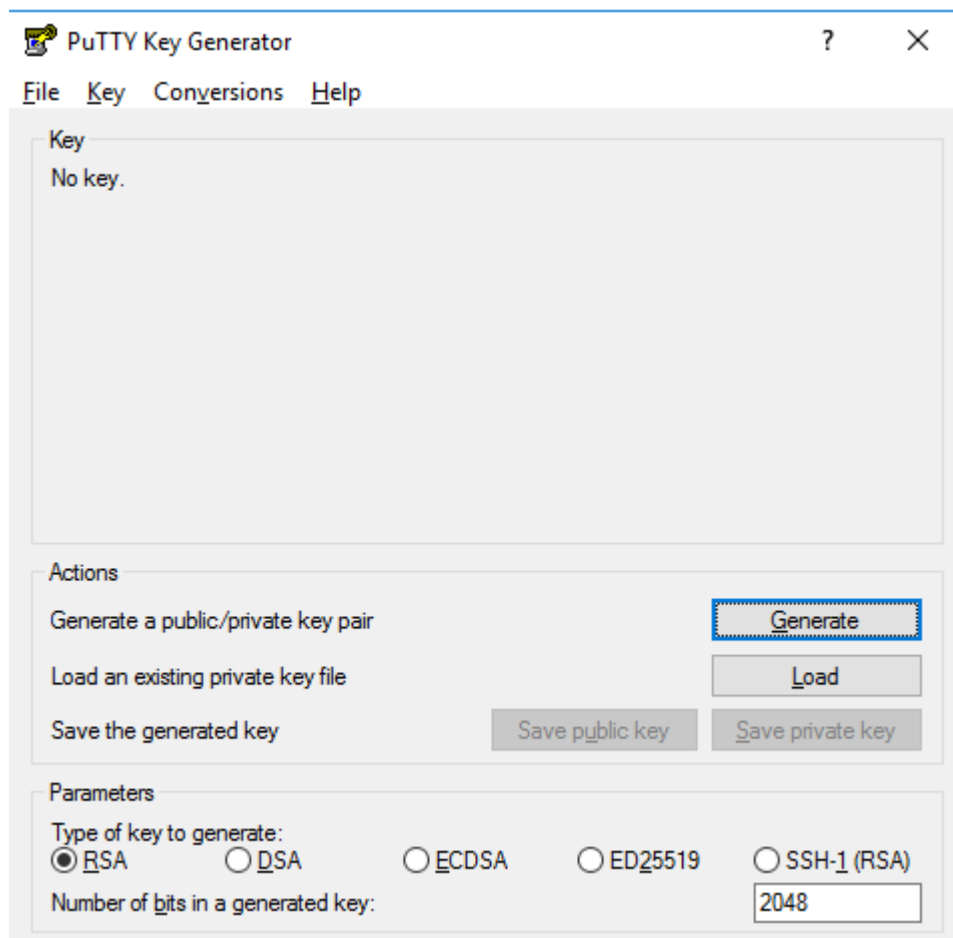 PuTTY Key Generator ?
File Key Conversions Help
Key
No key.
Actions
Generate a public/private key pair Generate
Load an existing private key file Load
Save the generated key Save public key Save private key
Parameters
Type of key to generate:
RSA DSA ECDSA ED25519 SSH-1 (RSA)
Number of bits in a generated key: 2048